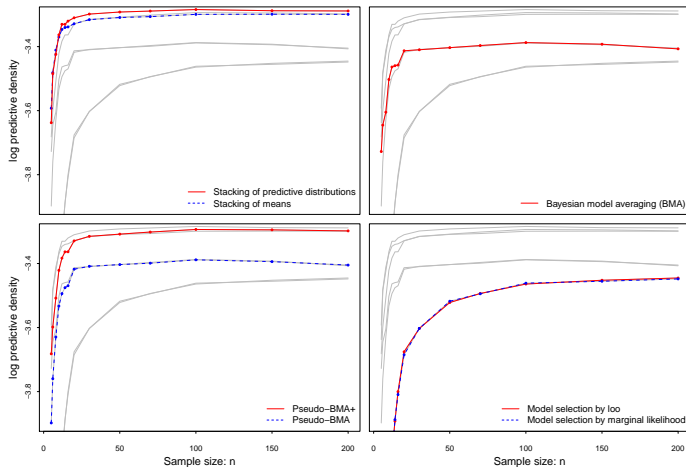 log predictive density
-3.4
-3.6
-3.8
Stacking of predictive distributions
Stacking of means
Bayesian model averaging (BMA)
log predictive density
-3.4
-3.6
-3.8
Pseudo-BMA+
Pseudo-BMA
Model selection by loo
Model selection by marginal likelihood
0 50 100 150 200
0 50 100 150 200
Sample size: n
Sample size: n